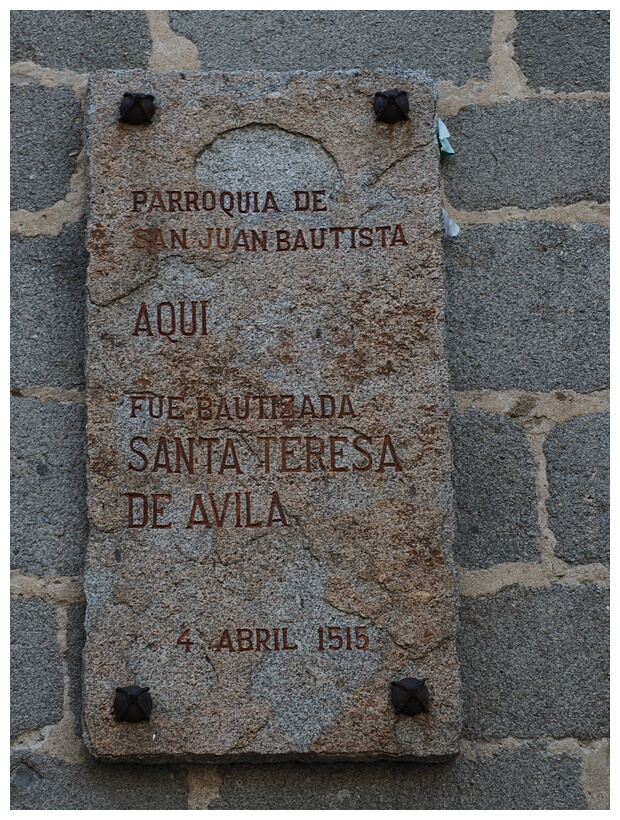 PARROQUIA DE
SAN JUAN BAUTISTA
AQUI
FUE BAUTIZADA
SANTA TERESA
DE AVILA
4 ABRIL 1515